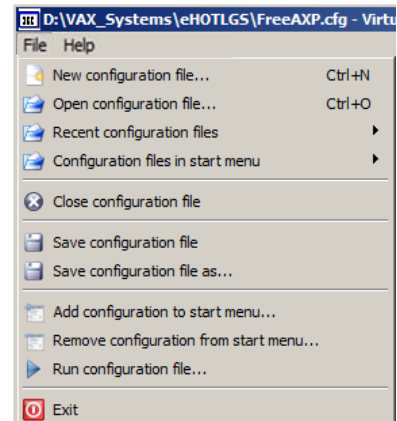 D:\VAX_Systems\eHOTLGS\FreeAXP.cfg - Virtu
File Help
New configuration file... Ctrl+N
Open configuration file... Ctrl+O
Recent configuration files
Configuration files in start menu
Close configuration file
Save configuration file
Save configuration file as...
Add configuration to start menu...
Remove configuration from start menu...
Run configuration file...
Exit